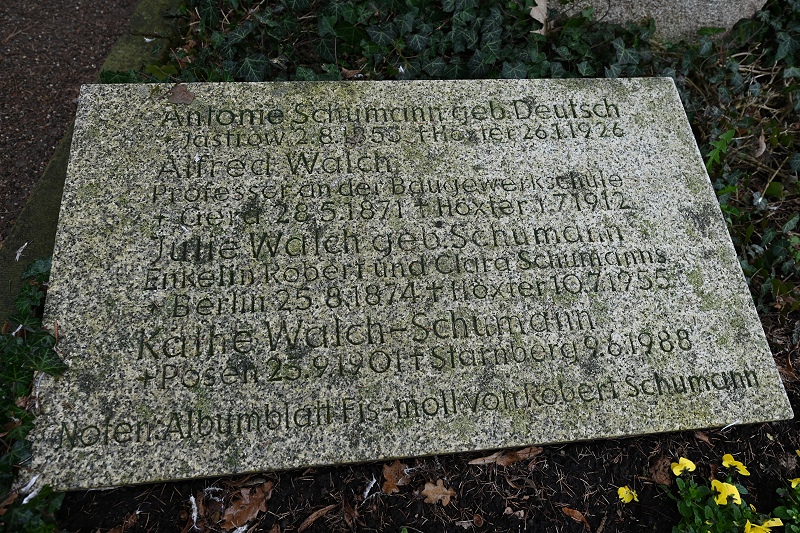 Antonie Schumann geb. Deutsch
* Jastrow 2.8.1853 † Höxter 26.1.1926
Alfred Walch
Professor an der Baugewerkschule
* Gera 28.5.1871 † Höxter 1.7.1912
Julie Walch geb. Schumann
Enkelin Robert und Clara Schumanns
* Berlin 25.8.1874 † Höxter 10.7.1955
Käthe Walch-Schumann
* Posen 25.9.1901 † Starnberg 9.6.1988
Noten: Albumblatt Fis-moll von Robert Schumann